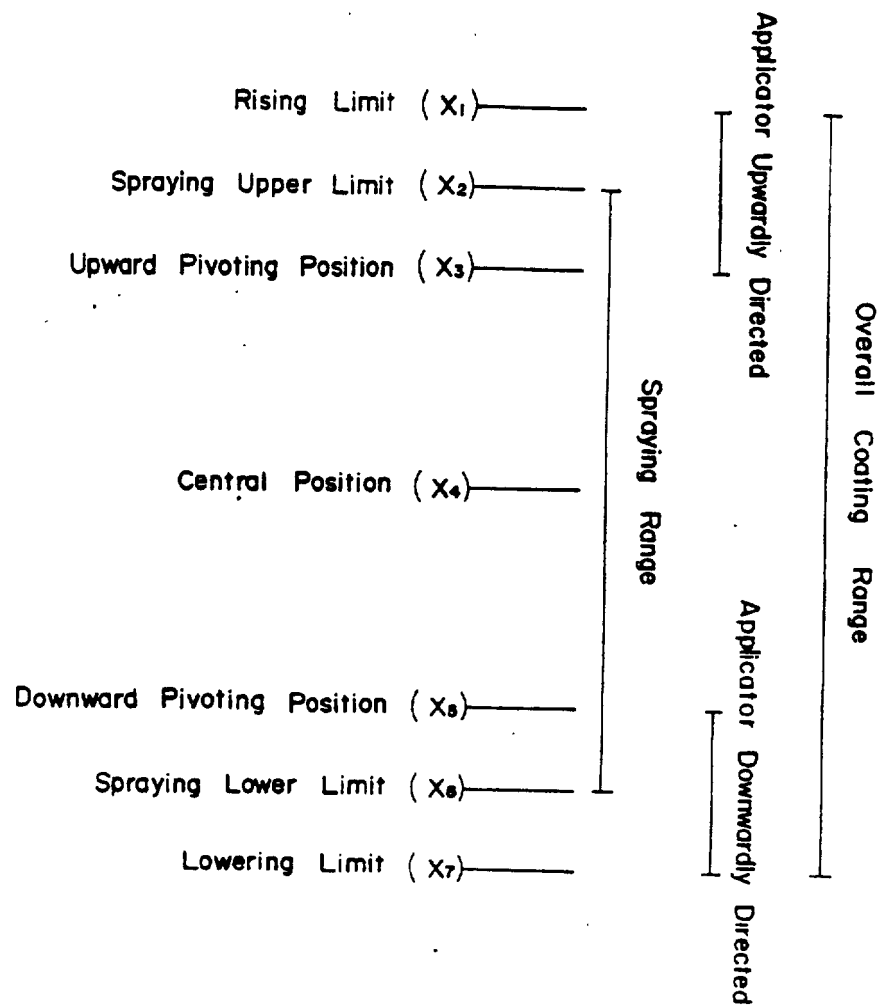 Rising Limit (X₁)
Spraying Upper Limit (X₂)
Upward Pivoting Position (X₃)
Central Position (X₄)
Downward Pivoting Position (X₅)
Spraying Lower Limit (X₆)
Lowering Limit (X₇)
Spraying Range
Applicator Upwardly Directed
Applicator Downwardly Directed
Overall Coating Range